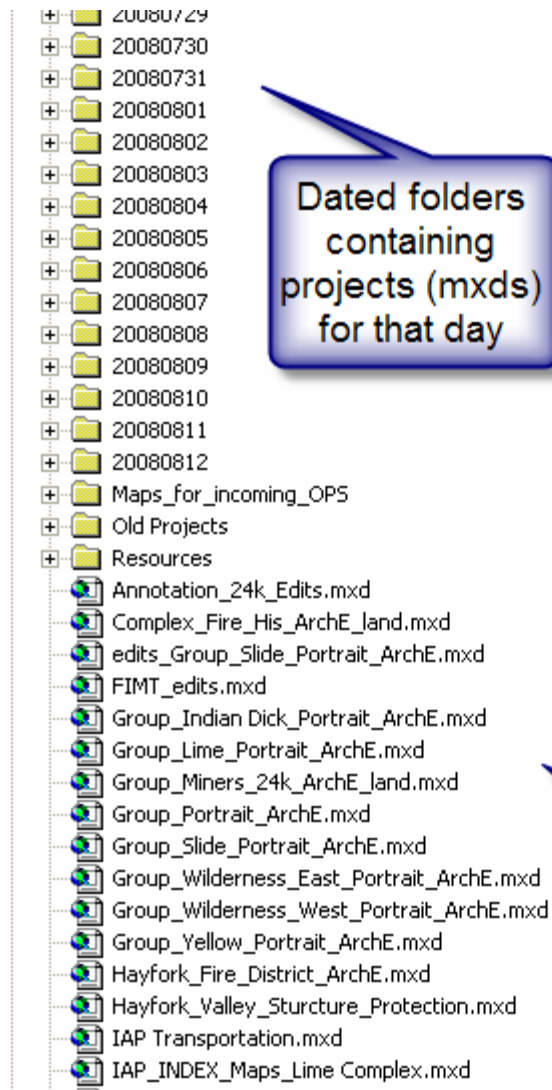 20080729
20080730
20080731
20080801
20080802
20080803
20080804
20080805
20080806
20080807
20080808
20080809
20080810
20080811
20080812
Maps_for_incoming_OPS
Old Projects
Resources
Annotation_24k_Edits.mxd
Complex_Fire_His_ArchE_land.mxd
edits_Group_Slide_Portrait_ArchE.mxd
FIMT_edits.mxd
Group_Indian Dick_Portrait_ArchE.mxd
Group_Lime_Portrait_ArchE.mxd
Group_Miners_24k_ArchE_land.mxd
Group_Portrait_ArchE.mxd
Group_Slide_Portrait_ArchE.mxd
Group_Wilderness_East_Portrait_ArchE.mxd
Group_Wilderness_West_Portrait_ArchE.mxd
Group_Yellow_Portrait_ArchE.mxd
Hayfork_Fire_District_ArchE.mxd
Hayfork_Valley_Sturcture_Protection.mxd
IAP Transportation.mxd
IAP_INDEX_Maps_Lime Complex.mxd
Dated folders
containing
projects (mxds)
for that day